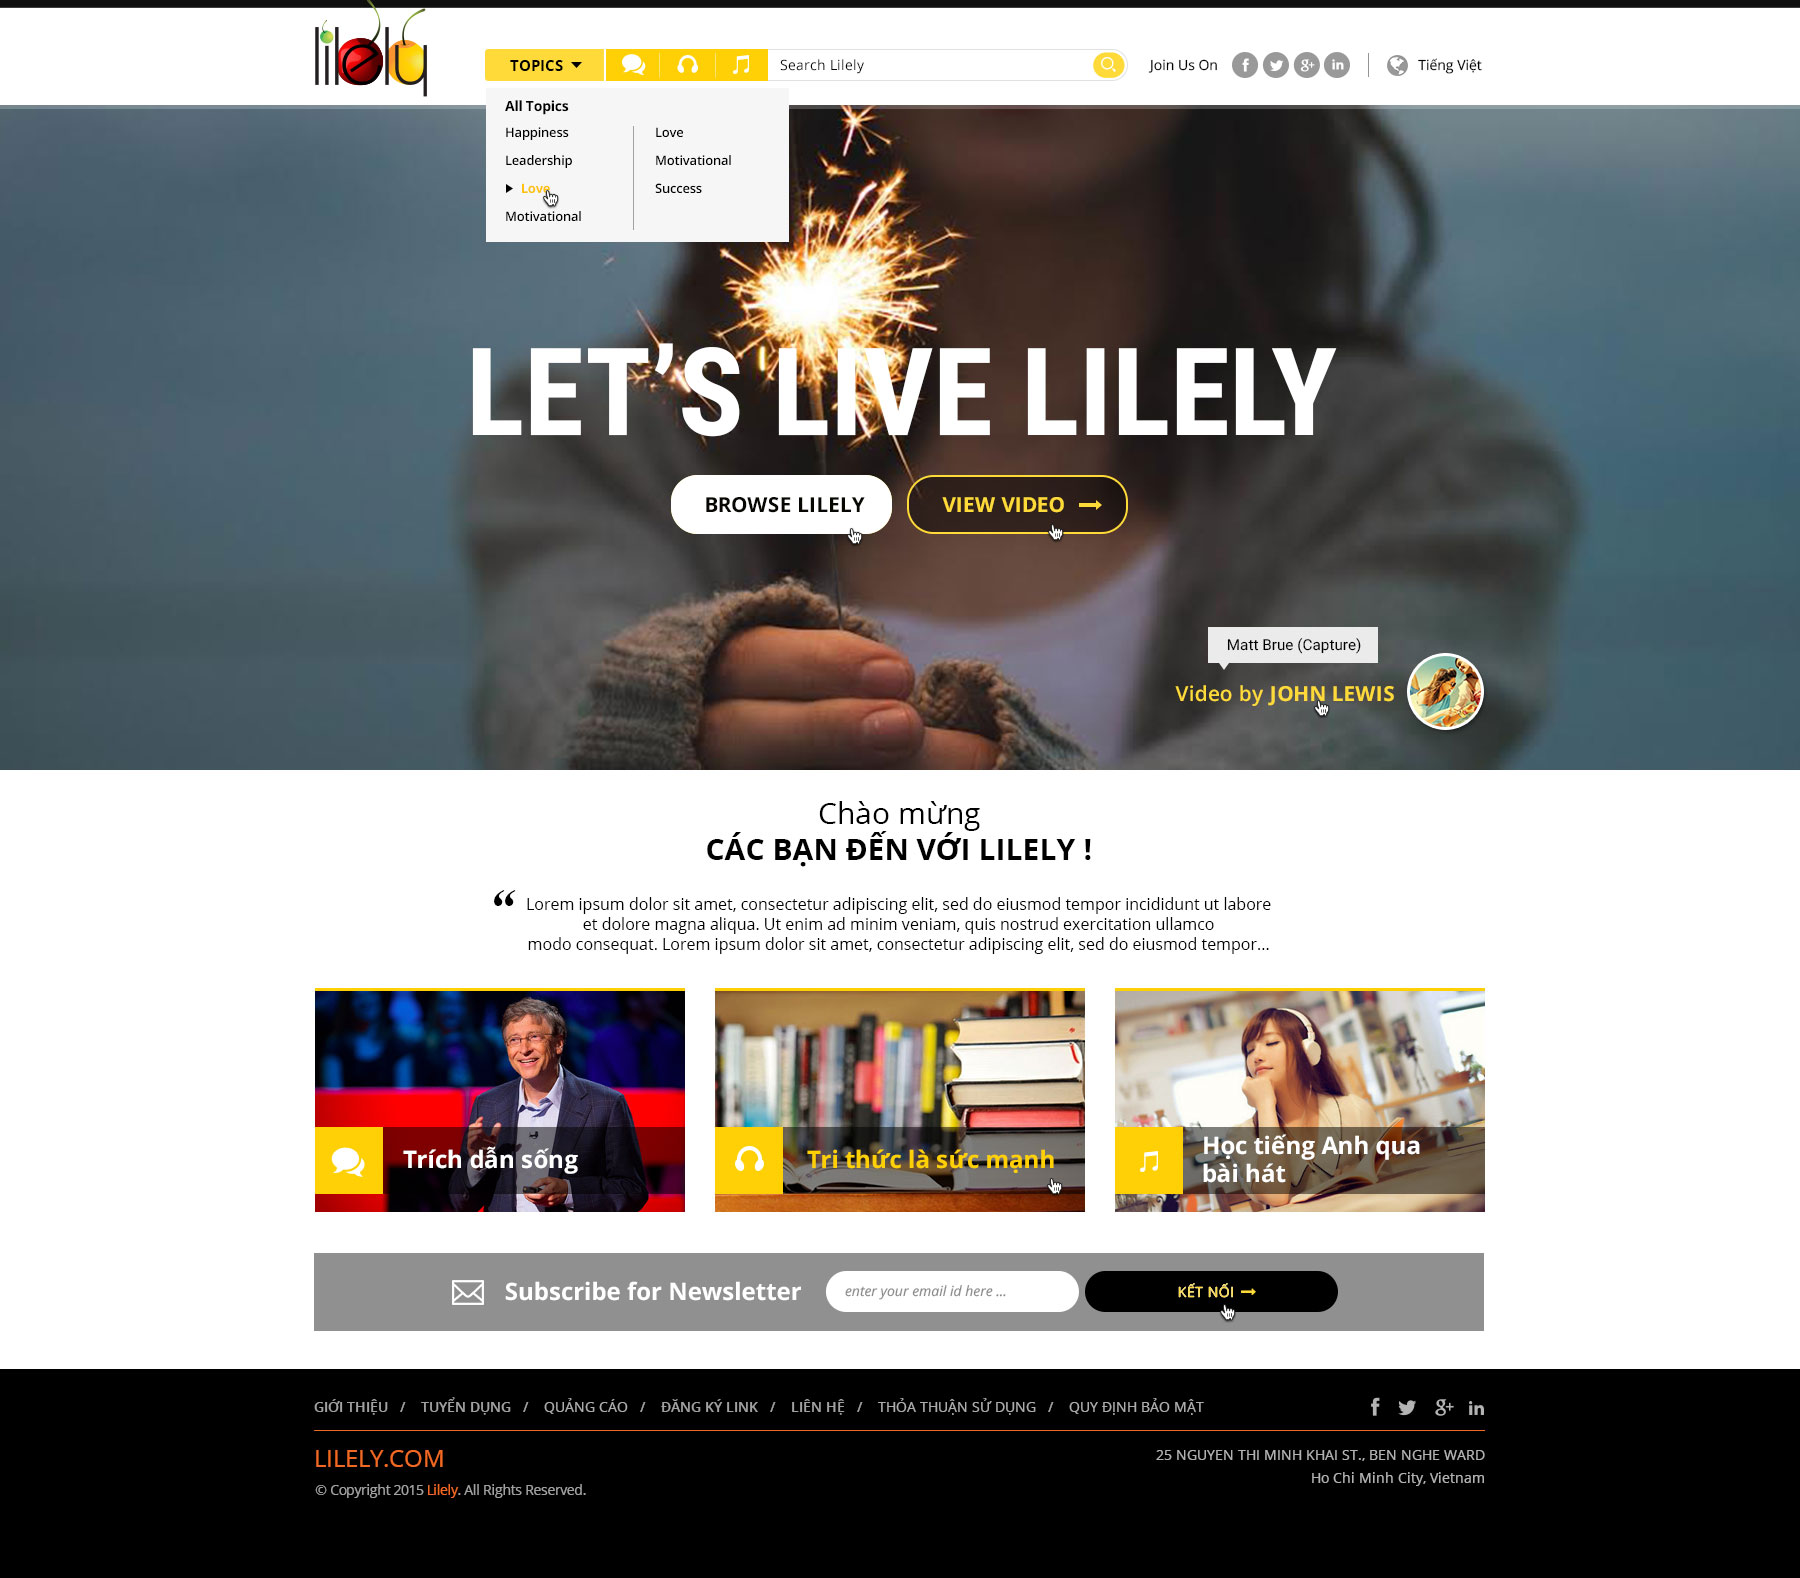 lilely
TOPICS
Search Lilely
Join Us On
Tiếng Việt
All Topics
Happiness
Love
Leadership
Motivational
Love
Success
Motivational
LET’S LIVE LILELY
BROWSE LILELY
VIEW VIDEO
Matt Brue (Capture)
Video by JOHN LEWIS
Chào mừng
CÁC BẠN ĐẾN VỚI LILELY !
“ Lorem ipsum dolor sit amet, consectetur adipiscing elit, sed do eiusmod tempor incididunt ut labore
et dolore magna aliqua. Ut enim ad minim veniam, quis nostrud exercitation ullamco
modo consequat. Lorem ipsum dolor sit amet, consectetur adipiscing elit, sed do eiusmod tempor...
Trích dẫn sống
Tri thức là sức mạnh
Học tiếng Anh qua
bài hát
Subscribe for Newsletter
enter your email id here ...
KẾT NỐI
GIỚI THIỆU / TUYỂN DỤNG / QUẢNG CÁO / ĐĂNG KÝ LINK / LIÊN HỆ / THỎA THUẬN SỬ DỤNG / QUY ĐỊNH BẢO MẬT
LILELY.COM
25 NGUYEN THI MINH KHAI ST., BEN NGHE WARD
Ho Chi Minh City, Vietnam
© Copyright 2015 Lilely. All Rights Reserved.